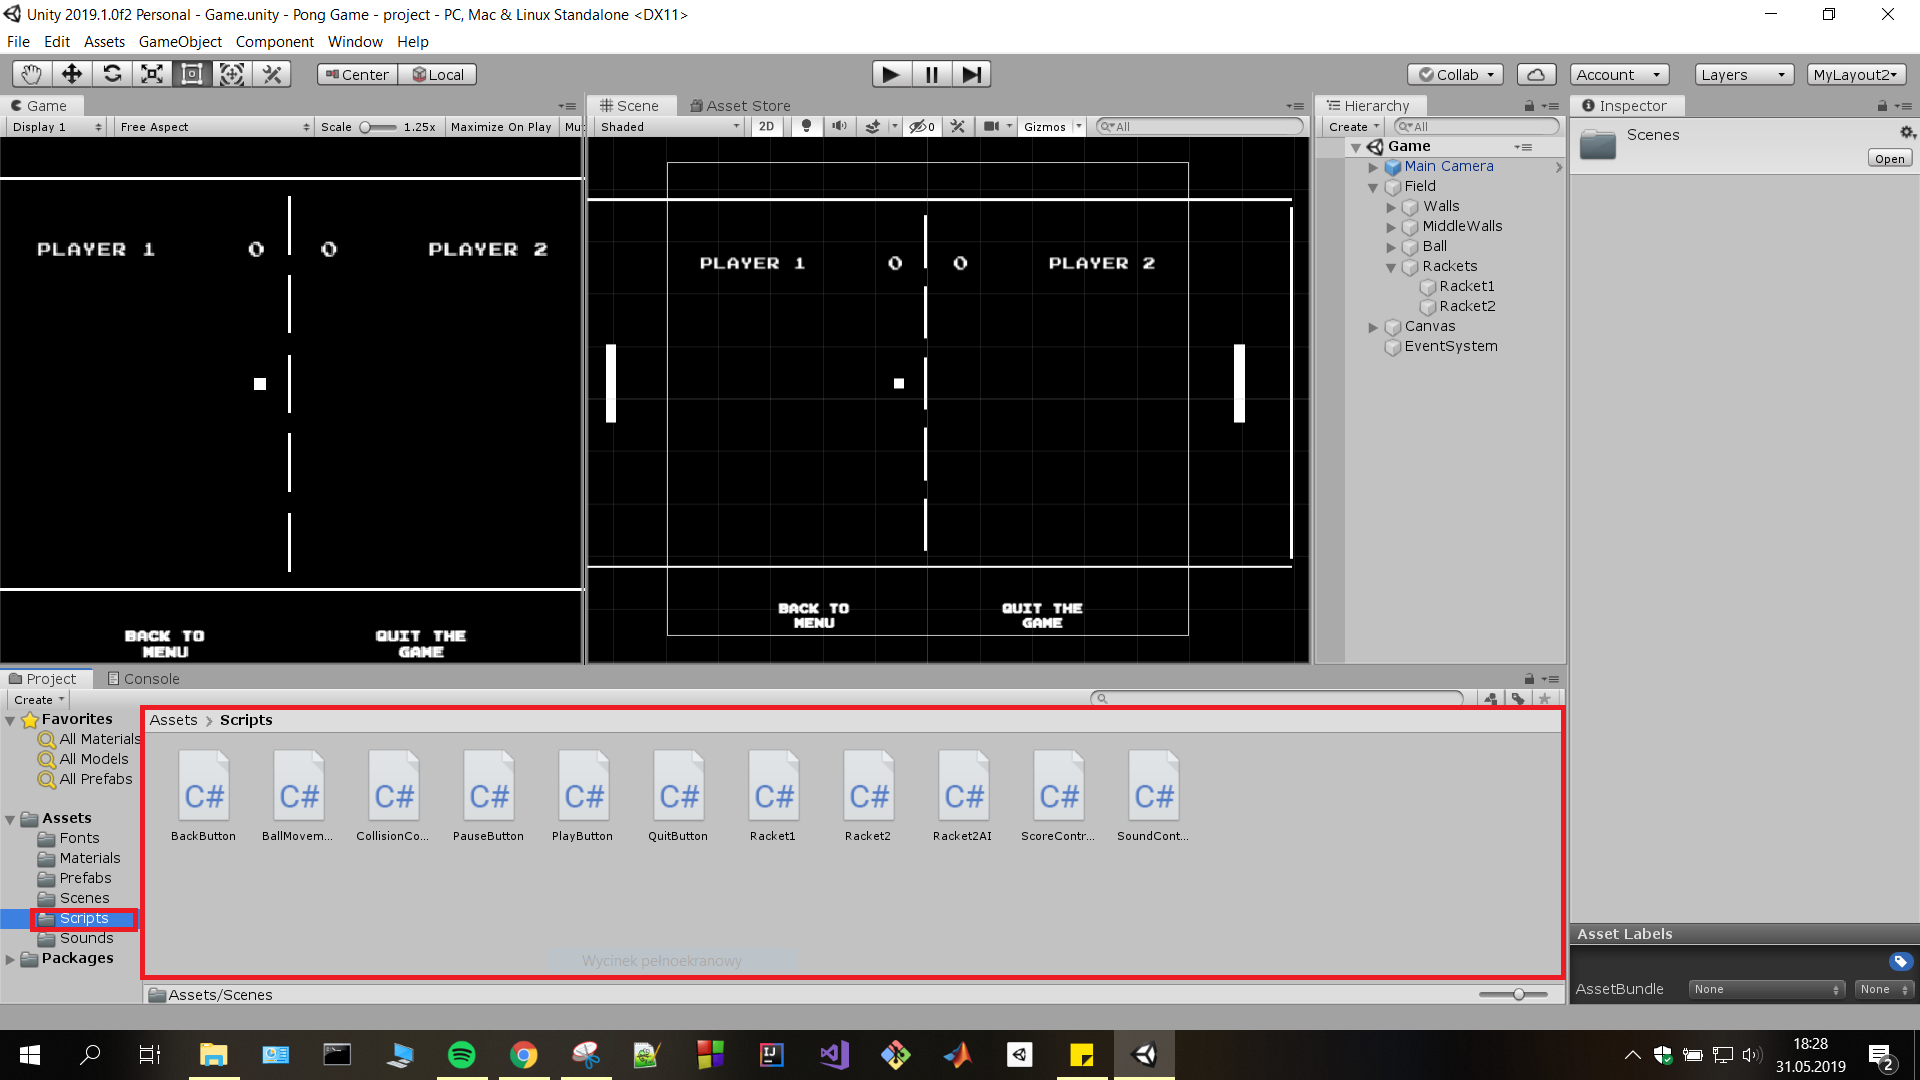 Unity 2019.1.0f2 Personal - Game.unity - Pong Game - project - PC, Mac & Linux Standalone <DX11>
File Edit Assets GameObject Component Window Help
Center Local Collab Account Layers MyLayout2
Game
Display 1 Free Aspect Scale 1.25x Maximize On Play Mu
PLAYER 1 0 0 PLAYER 2
BACK TO
MENU
QUIT THE
GAME
Scene Asset Store
Shaded 2D 0 Gizmos All
PLAYER 1 0 0 PLAYER 2
BACK TO
MENU
QUIT THE
GAME
Hierarchy
Create All
Game
Main Camera
Field
Walls
MiddleWalls
Ball
Rackets
Racket1
Racket2
Canvas
EventSystem
Inspector
Scenes
Open
Project Console
Create
Favorites
All Materials
All Models
All Prefabs
Assets
Fonts
Materials
Prefabs
Scenes
Scripts
Sounds
Packages
Assets > Scripts
C# C# C# C# C# C# C# C# C# C# C#
BackButton BallMovem... CollisionCo... PauseButton PlayButton QuitButton Racket1 Racket2 Racket2AI ScoreContr... SoundCont...
Wycinek pełnoekranowy
Assets/Scenes
Asset Labels
AssetBundle None None
18:28
31.05.2019
2